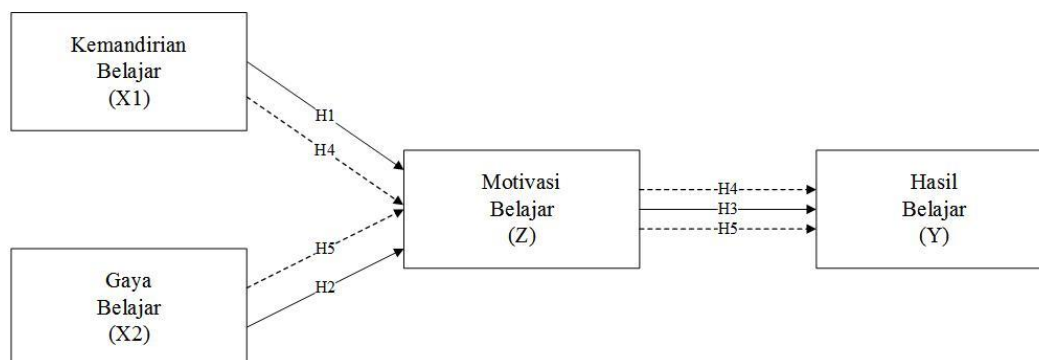 Kemandirian
Belajar
(X1)
H1
H4
Motivasi
Belajar
(Z)
H4
H3
H5
Hasil
Belajar
(Y)
H5
H2
Gaya
Belajar
(X2)